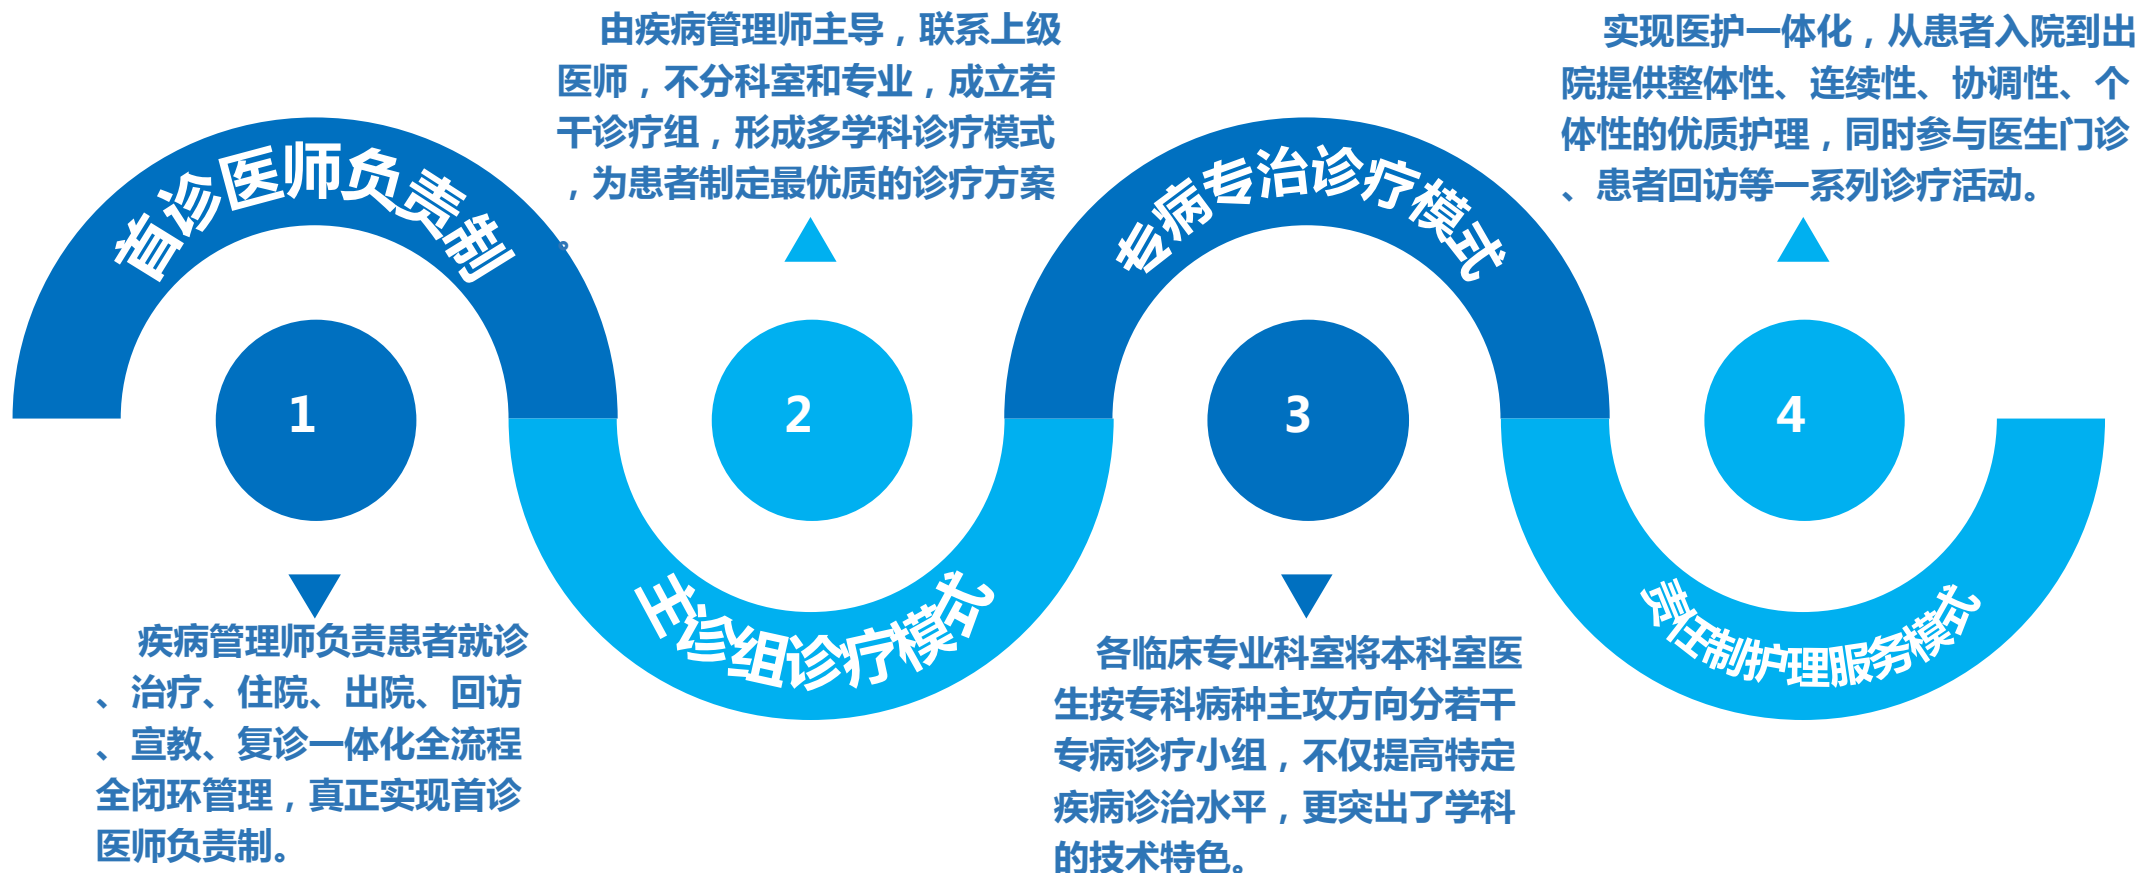 首诊医师负责制
1
疾病管理师负责患者就诊
、治疗、住院、出院、回访
、宣教、复诊一体化全流程
全闭环管理，真正实现首诊
医师负责制。
由疾病管理师主导，联系上级
医师，不分科室和专业，成立若
干诊疗组，形成多学科诊疗模式
，为患者制定最优质的诊疗方案
。
2
主诊组诊疗模式
专病专治诊疗模式
3
各临床专业科室将本科室医
生按专科病种主攻方向分若干
专病诊疗小组，不仅提高特定
疾病诊治水平，更突出了学科
的技术特色。
实现医护一体化，从患者入院到出
院提供整体性、连续性、协调性、个
体性的优质护理，同时参与医生门诊
、患者回访等一系列诊疗活动。
4
责任制护理服务模式